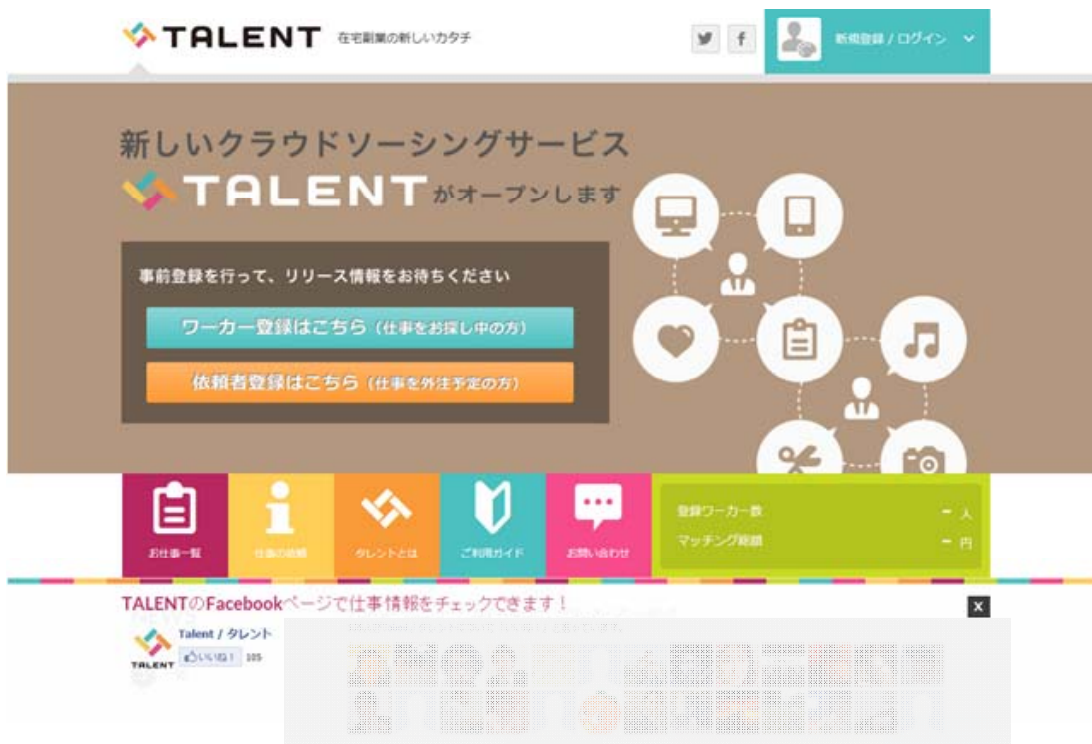 TALENT 在宅副業の新しいカタチ
新規登録 / ログイン
新しいクラウドソーシングサービス
TALENTがオープンします
事前登録を行って、リリース情報をお待ちください
ワーカー登録はこちら（仕事をお探し中の方）
依頼者登録はこちら（仕事を外注予定の方）
お仕事一覧
仕事の依頼
タレントとは
ご利用ガイド
お問い合わせ
登録ワーカー数 - 人
マッチング総額 - 円
TALENTのFacebookページで仕事情報をチェックできます！
X
Talent / タレント
いいね！ 105
TALENT